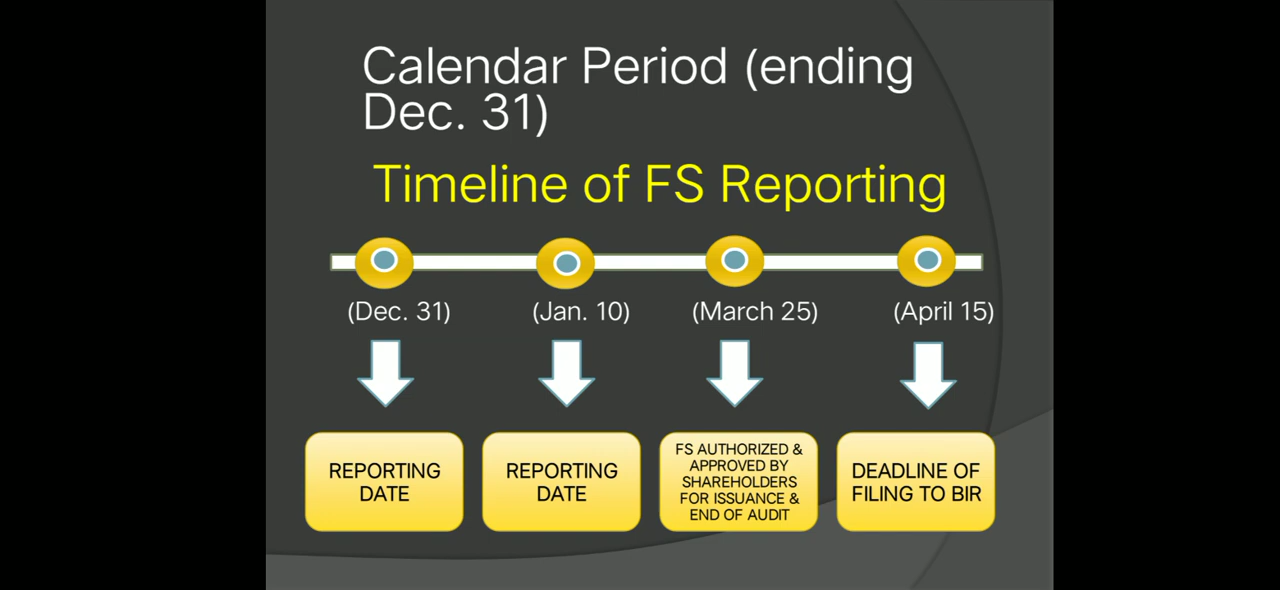 Calendar Period (ending
Dec. 31)
Timeline of FS Reporting
(Dec. 31)
(Jan. 10)
(March 25)
(April 15)
REPORTING
DATE
REPORTING
DATE
FS AUTHORIZED &
APPROVED BY
SHAREHOLDERS
FOR ISSUANCE &
END OF AUDIT
DEADLINE OF
FILING TO BIR